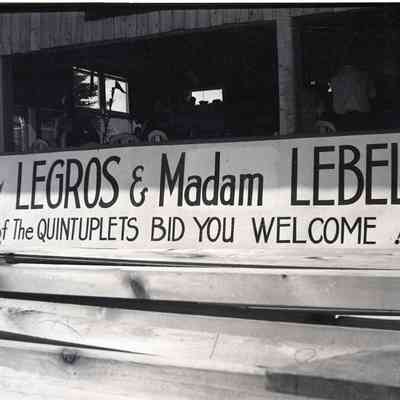 LEGROS & Madam LEBEL
of The QUINTUPLETS BID YOU WELCOME !